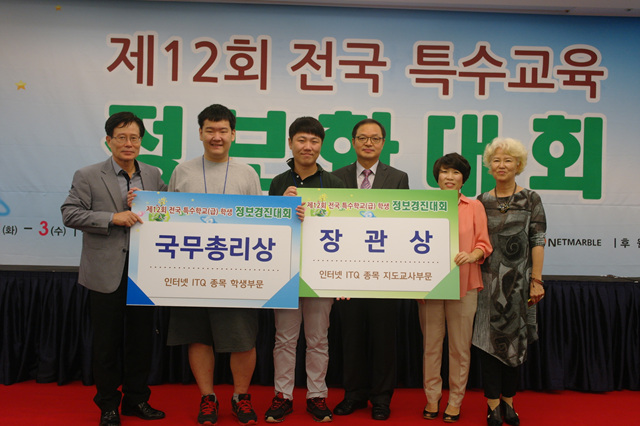 제12회 전국 특수교육
정보화대회
(화) – 3(수)
NETMARBLE | 후
제12회 전국 특수학교(급) 학생 정보경진대회
국무총리상
인터넷 ITQ 종목 학생부문
제12회 전국 특수학교(급) 학생 정보경진대회
장관상
인터넷 ITQ 종목 지도교사부문